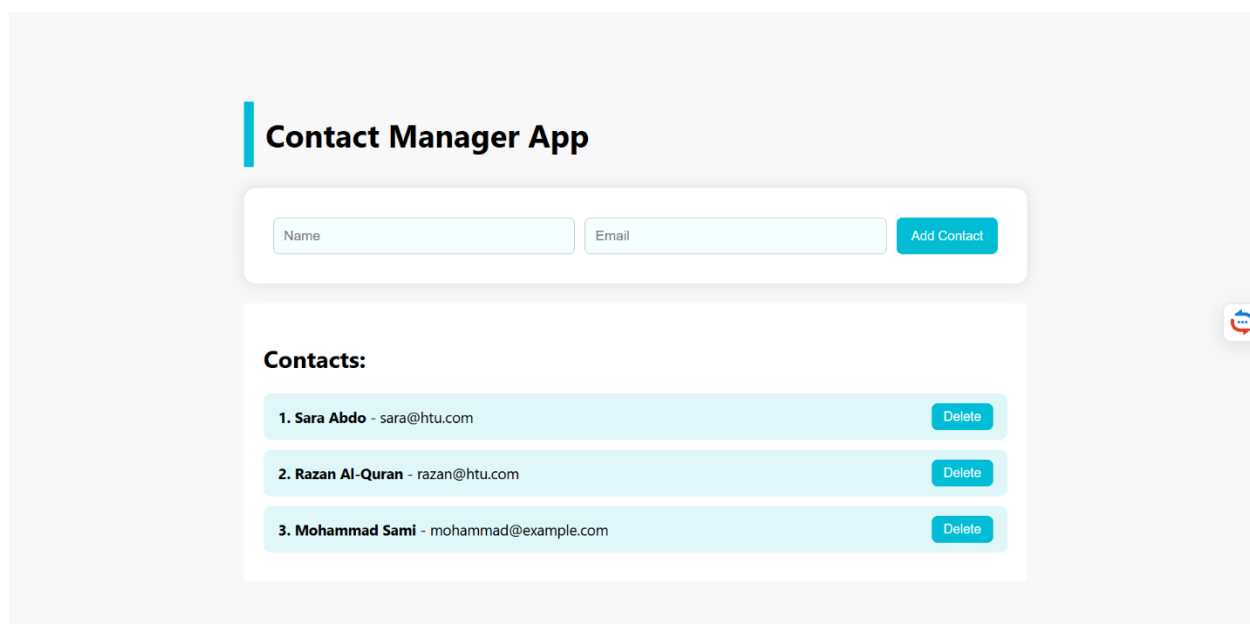 Contact Manager App
Name Email Add Contact
Contacts:
1. Sara Abdo - sara@htu.com Delete
2. Razan Al-Quran - razan@htu.com Delete
3. Mohammad Sami - mohammad@example.com Delete